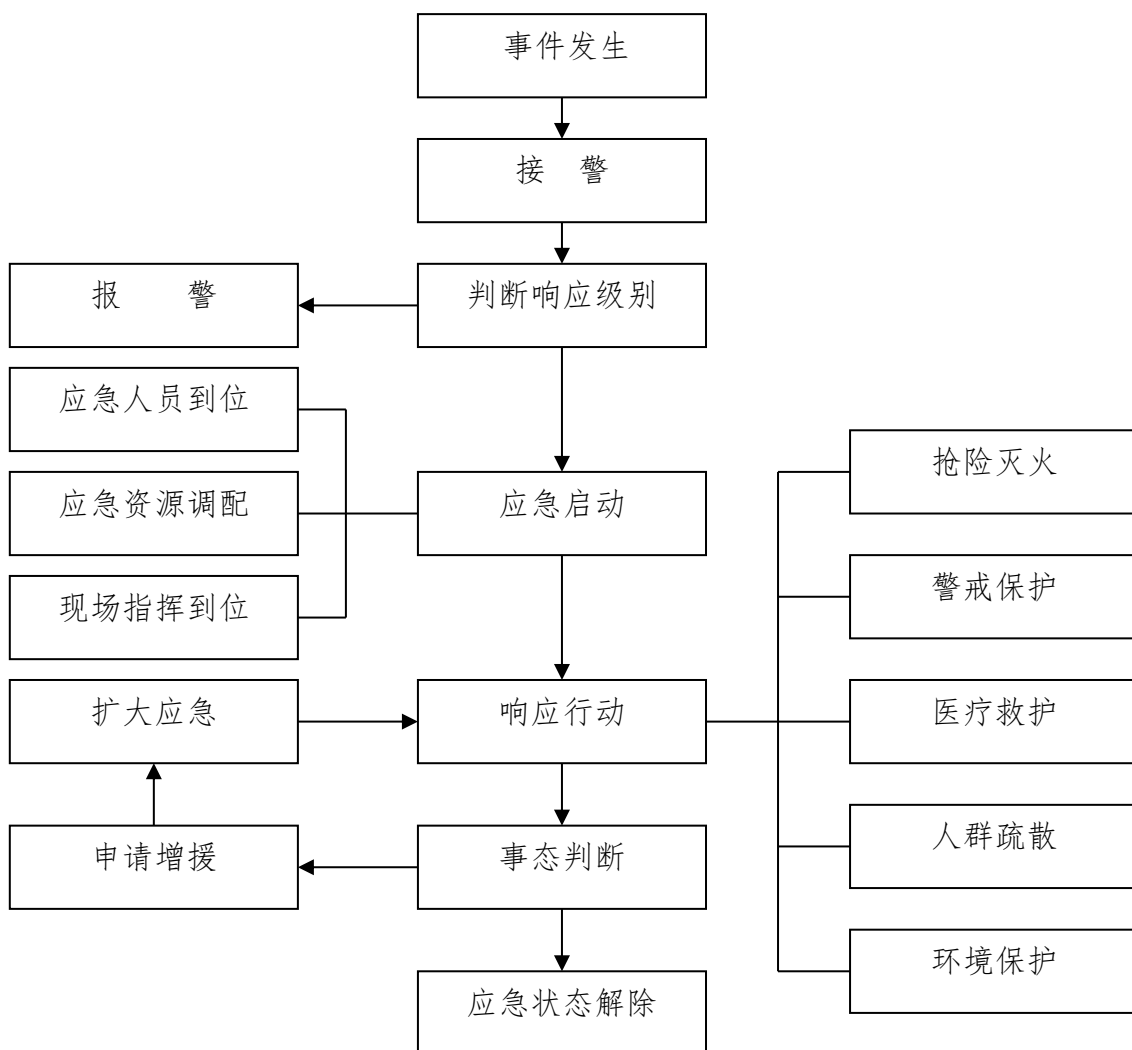 事件发生
接 警
报 警
判断响应级别
应急人员到位
应急资源调配
应急启动
现场指挥到位
抢险灭火
警戒保护
扩大应急
响应行动
医疗救护
申请增援
事态判断
人群疏散
环境保护
应急状态解除